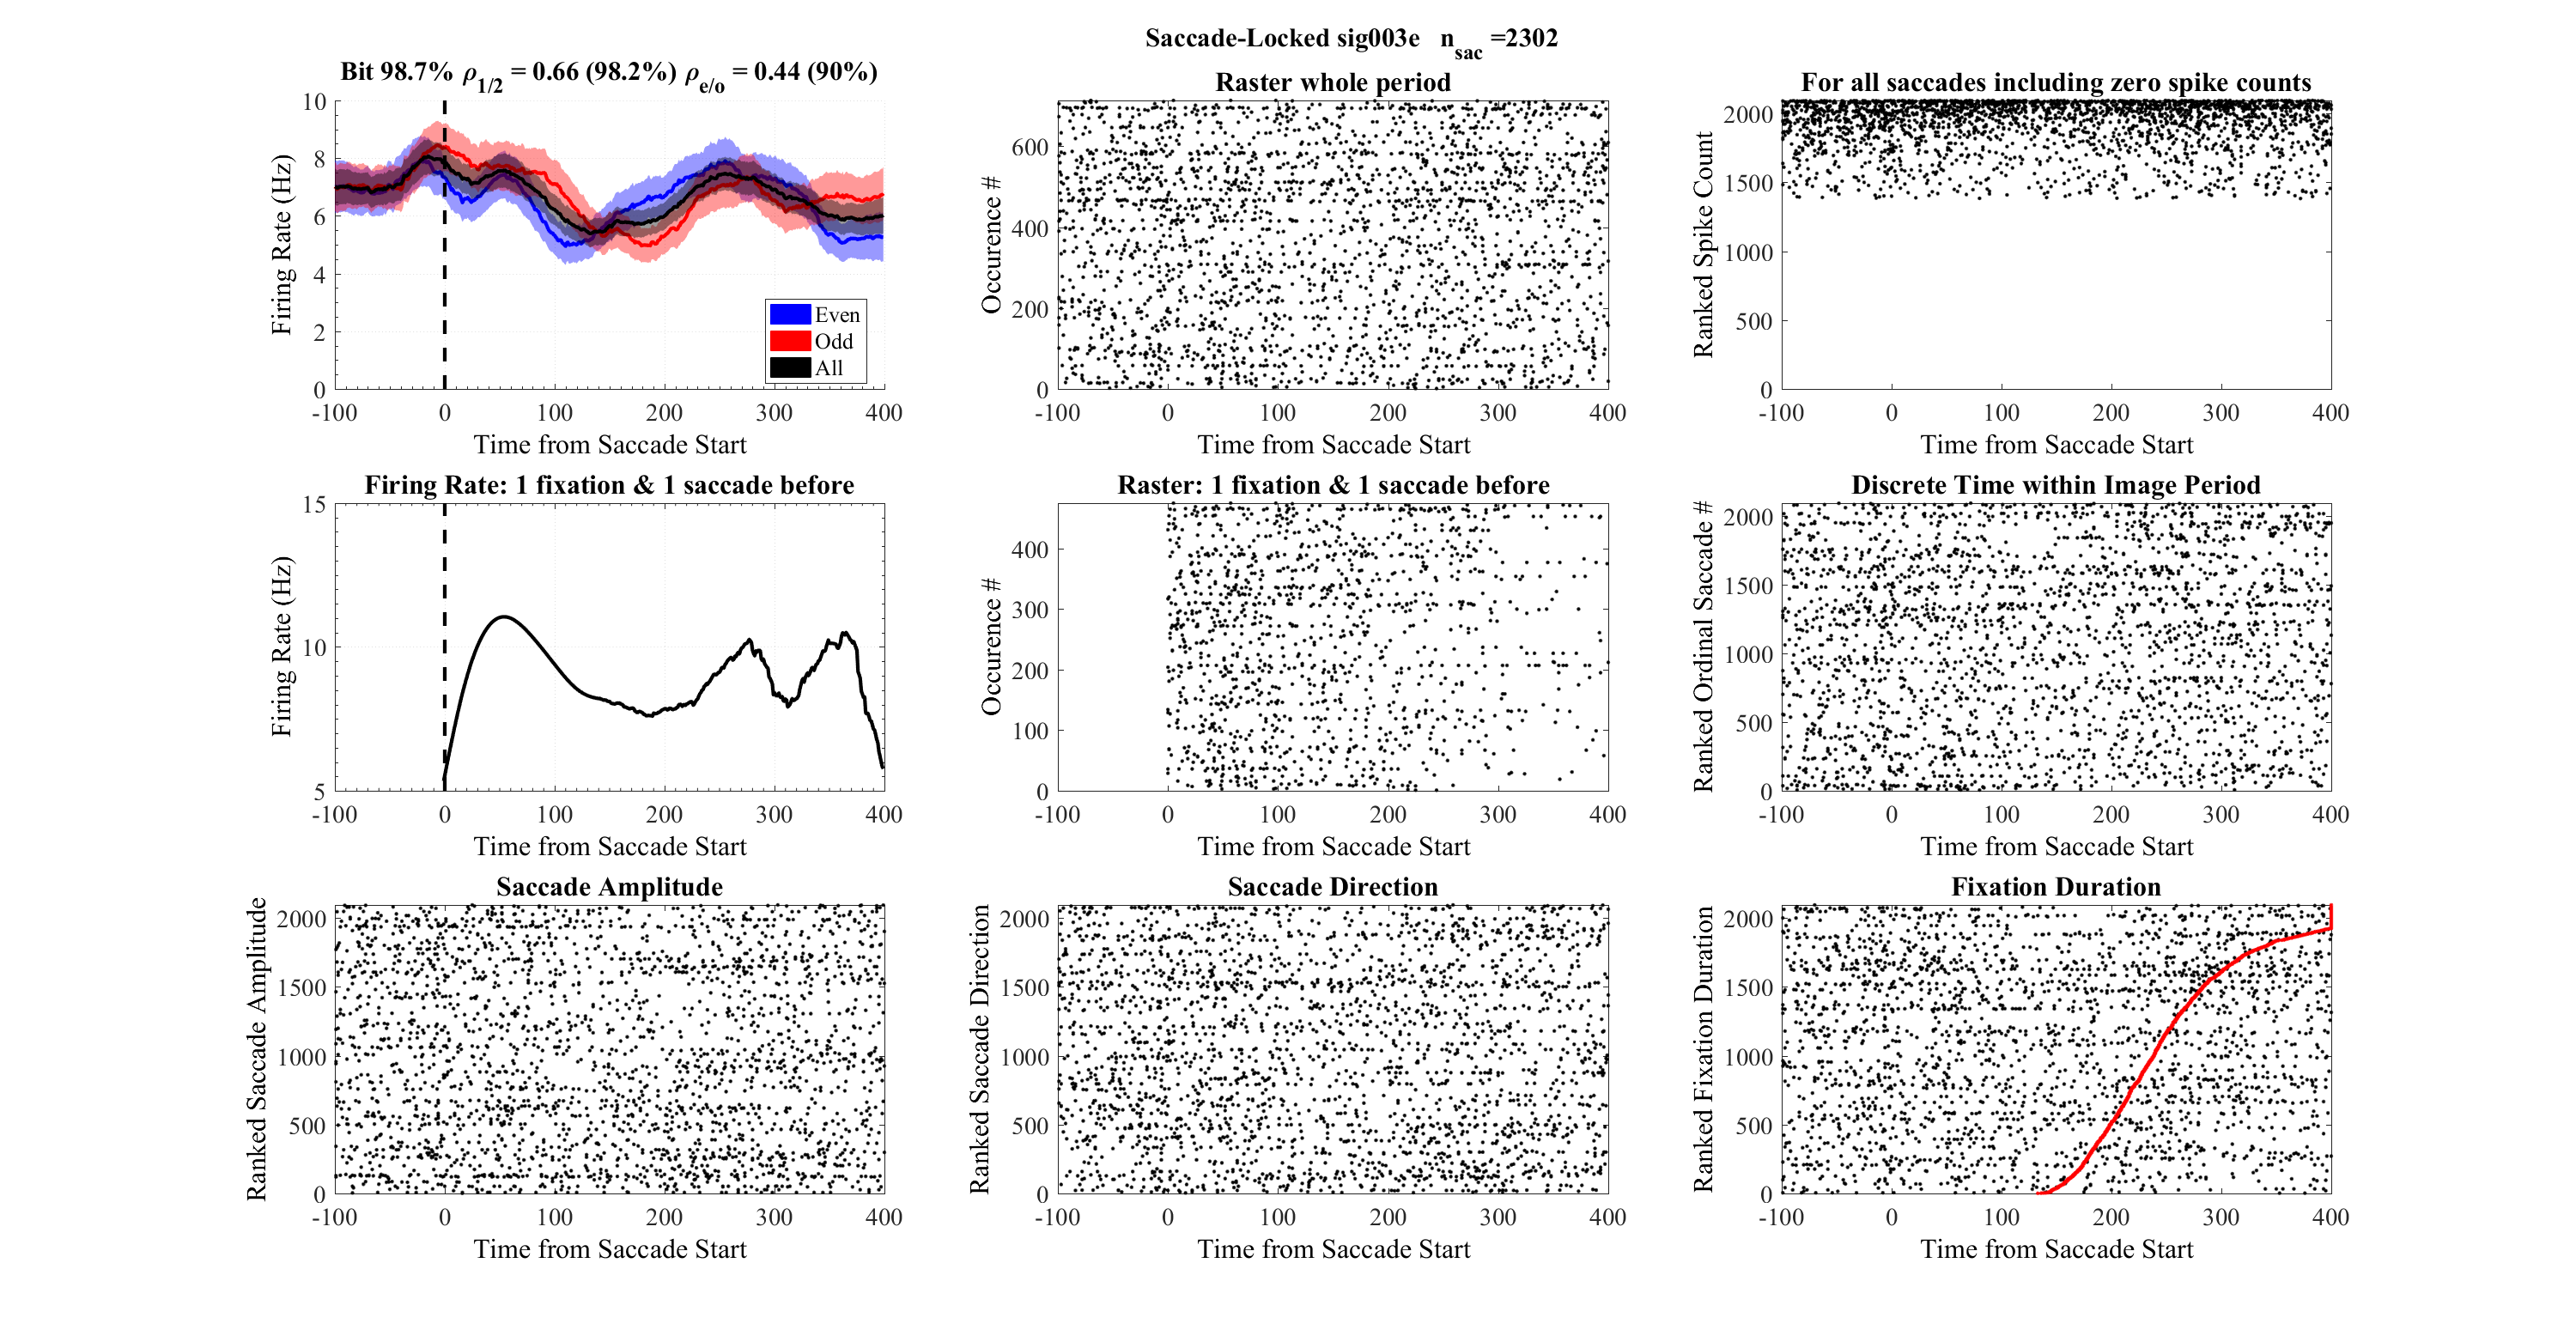 Saccade-Locked sig003e n_sac =2302
Bit 98.7% ρ_1/2 = 0.66 (98.2%) ρ_e/o = 0.44 (90%)
Firing Rate (Hz)
10
8
6
4
2
0
Even
Odd
All
-100 0 100 200 300 400
Time from Saccade Start
Raster whole period
Occurence #
600
400
200
0
-100 0 100 200 300 400
Time from Saccade Start
For all saccades including zero spike counts
Ranked Spike Count
2000
1500
1000
500
0
-100 0 100 200 300 400
Time from Saccade Start
Firing Rate: 1 fixation & 1 saccade before
Firing Rate (Hz)
15
10
5
-100 0 100 200 300 400
Time from Saccade Start
Raster: 1 fixation & 1 saccade before
Occurence #
400
300
200
100
0
-100 0 100 200 300 400
Time from Saccade Start
Discrete Time within Image Period
Ranked Ordinal Saccade #
2000
1500
1000
500
0
-100 0 100 200 300 400
Time from Saccade Start
Saccade Amplitude
Ranked Saccade Amplitude
2000
1500
1000
500
0
-100 0 100 200 300 400
Time from Saccade Start
Saccade Direction
Ranked Saccade Direction
2000
1500
1000
500
0
-100 0 100 200 300 400
Time from Saccade Start
Fixation Duration
Ranked Fixation Duration
2000
1500
1000
500
0
-100 0 100 200 300 400
Time from Saccade Start